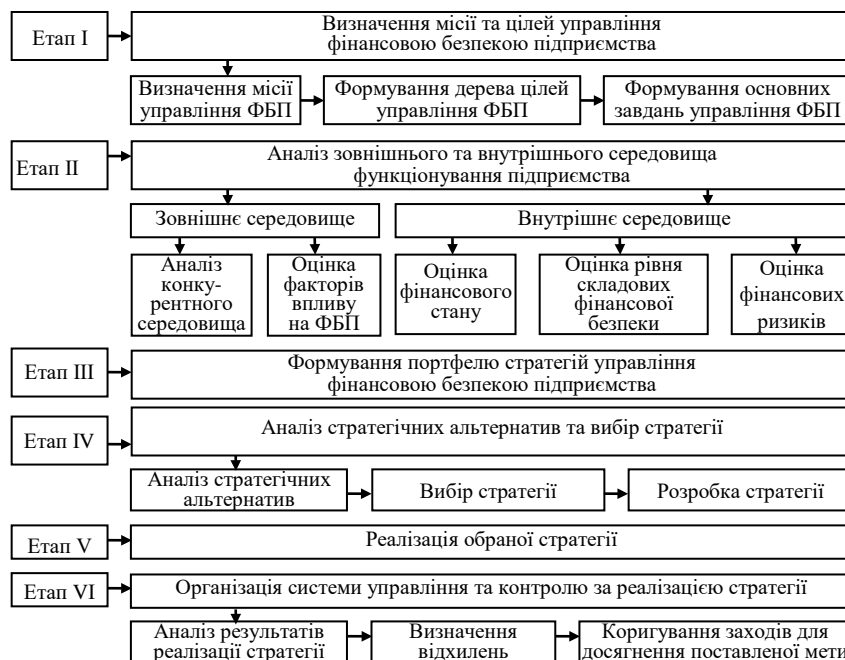 Етап I
Визначення місії та цілей управління
фінансовою безпекою підприємства
Визначення місії
управління ФБП
Формування дерева цілей
управління ФБП
Формування основних
завдань управління ФБП
Етап II
Аналіз зовнішнього та внутрішнього середовища
функціонування підприємства
Зовнішнє середовище
Внутрішнє середовище
Аналіз
конку-
рентного
середовища
Оцінка
факторів
впливу
на ФБП
Оцінка
фінансового
стану
Оцінка рівня
складових
фінансової
безпеки
Оцінка
фінансових
ризиків
Етап III
Формування портфелю стратегій управління
фінансовою безпекою підприємства
Етап IV
Аналіз стратегічних альтернатив та вибір стратегії
Аналіз стратегічних
альтернатив
Вибір стратегії
Розробка стратегії
Етап V
Реалізація обраної стратегії
Етап VI
Організація системи управління та контролю за реалізацією стратегії
Аналіз результатів
реалізації стратегії
Визначення
відхилень
Коригування заходів для
досягнення поставленої мети